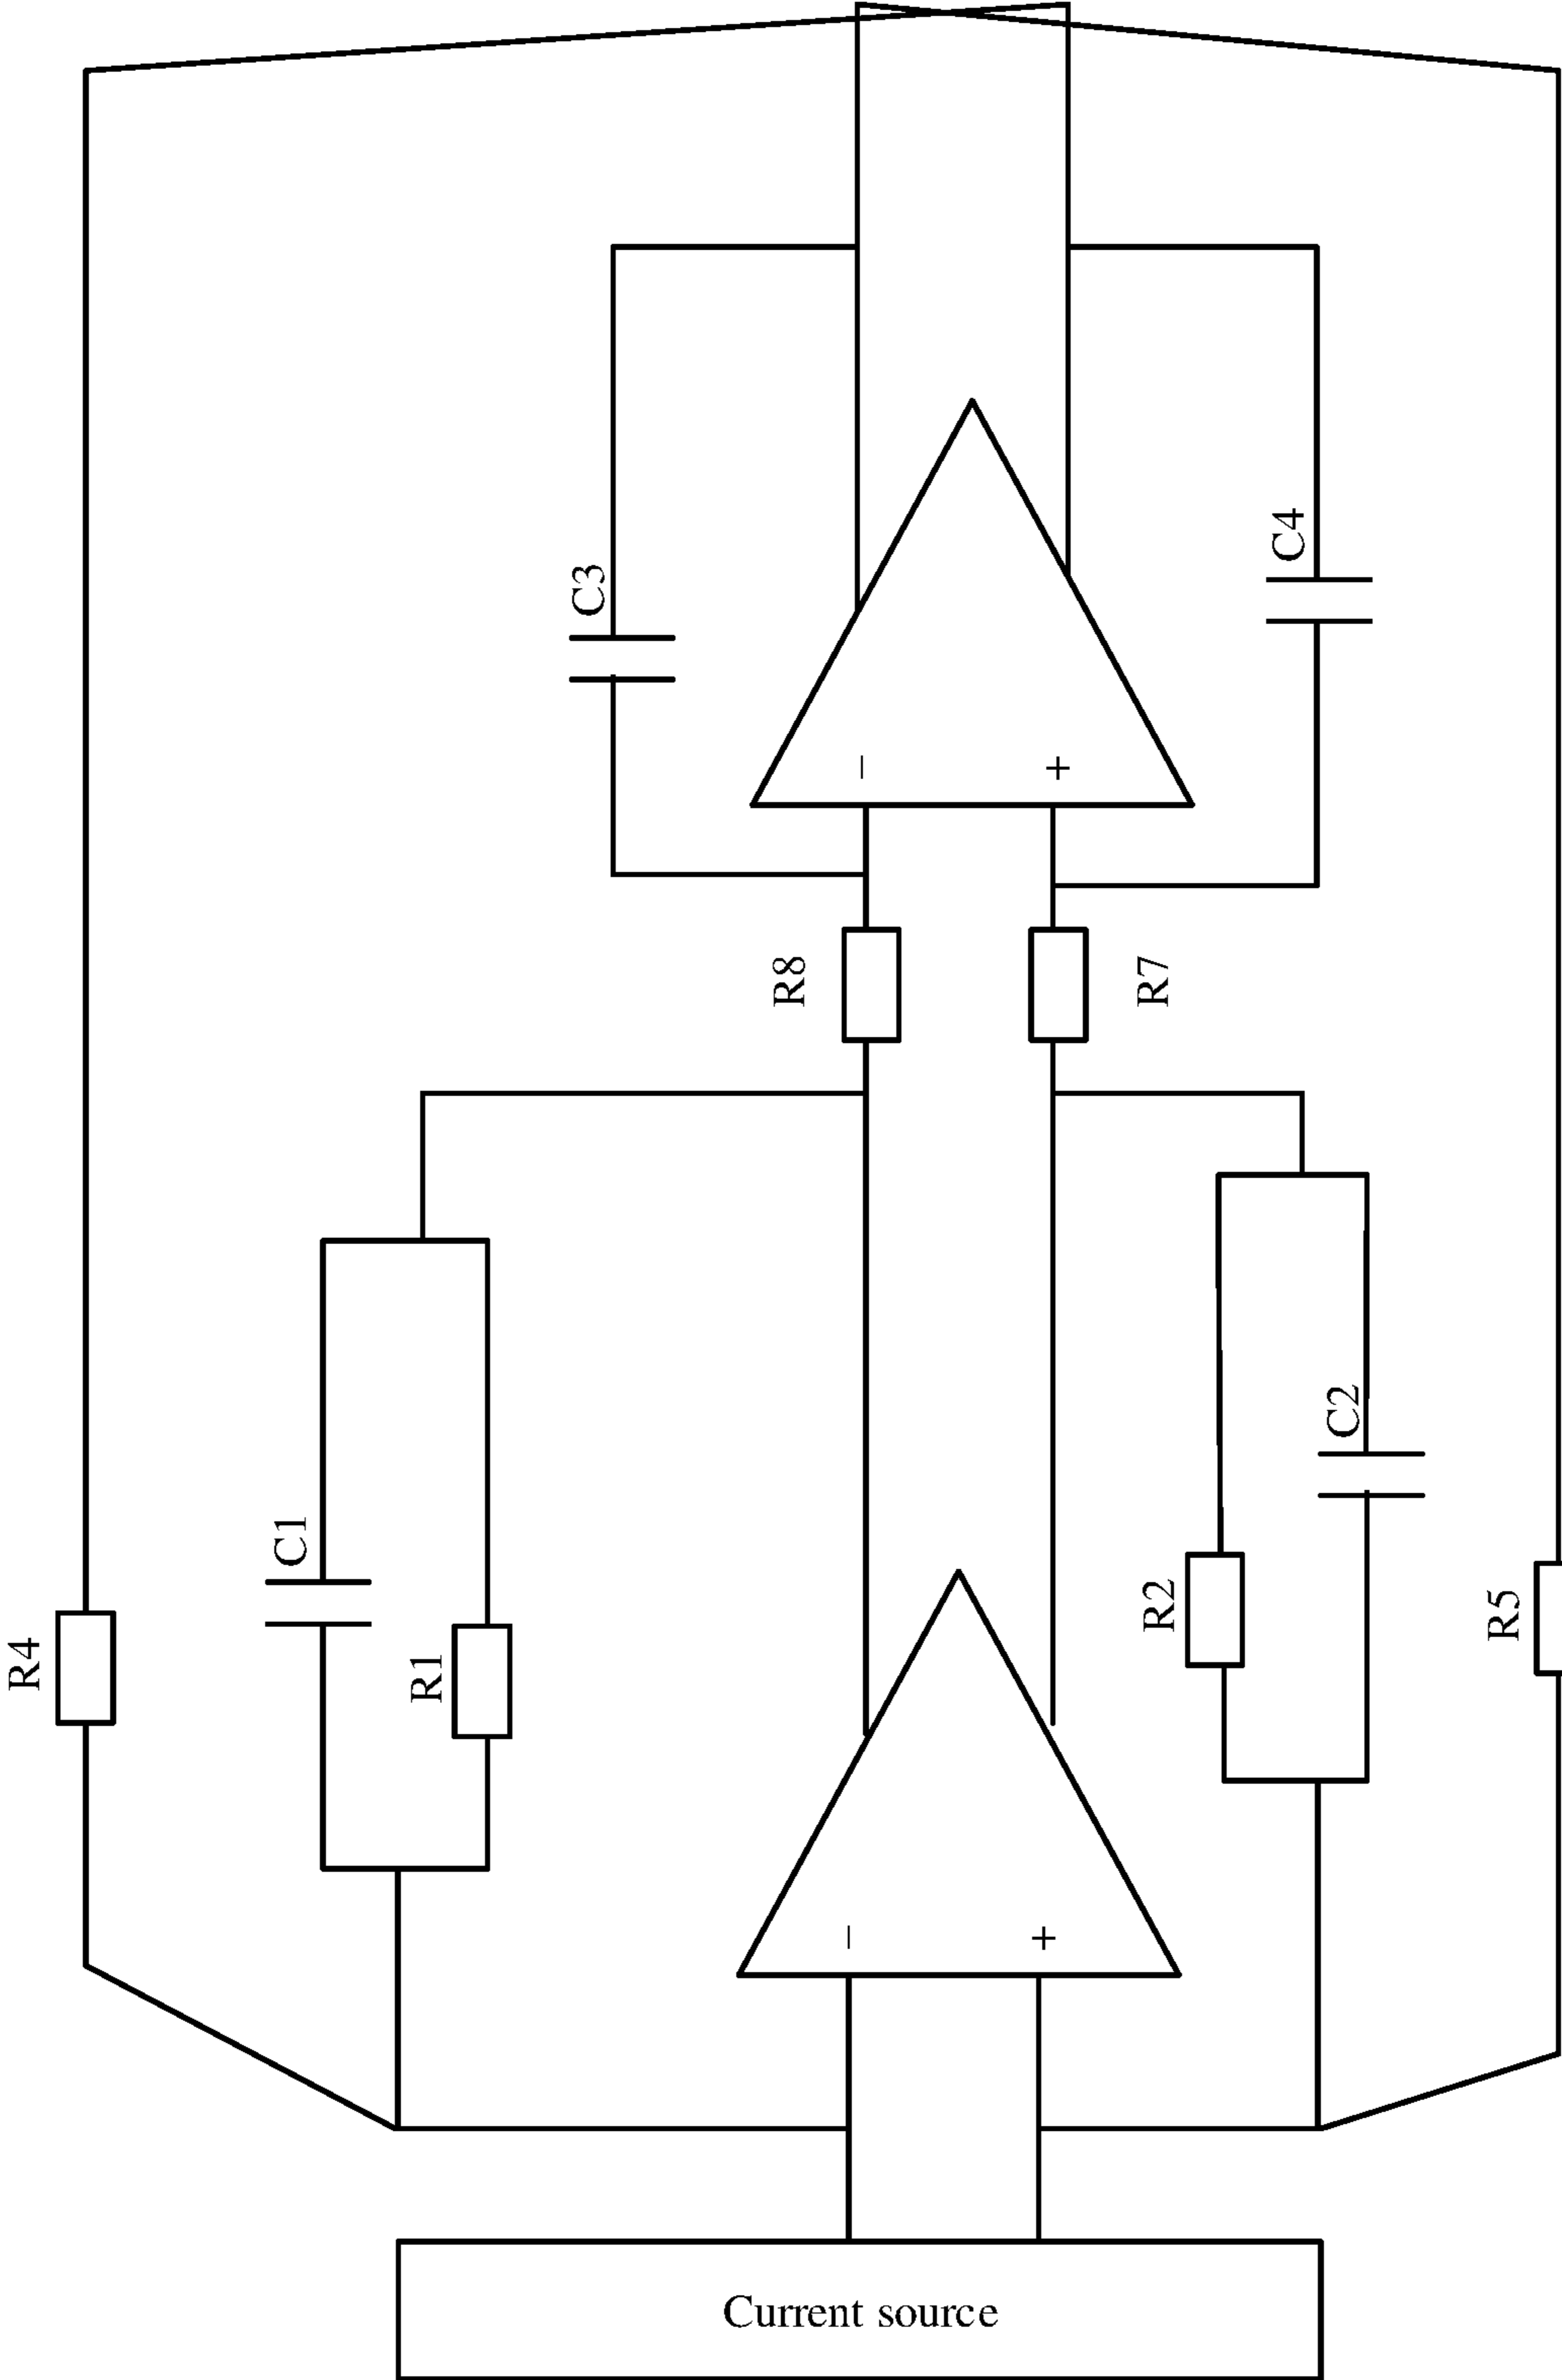 C3
C4
−
+
R8
R7
C2
C1
R2
R5
R4
R1
−
+
Current source